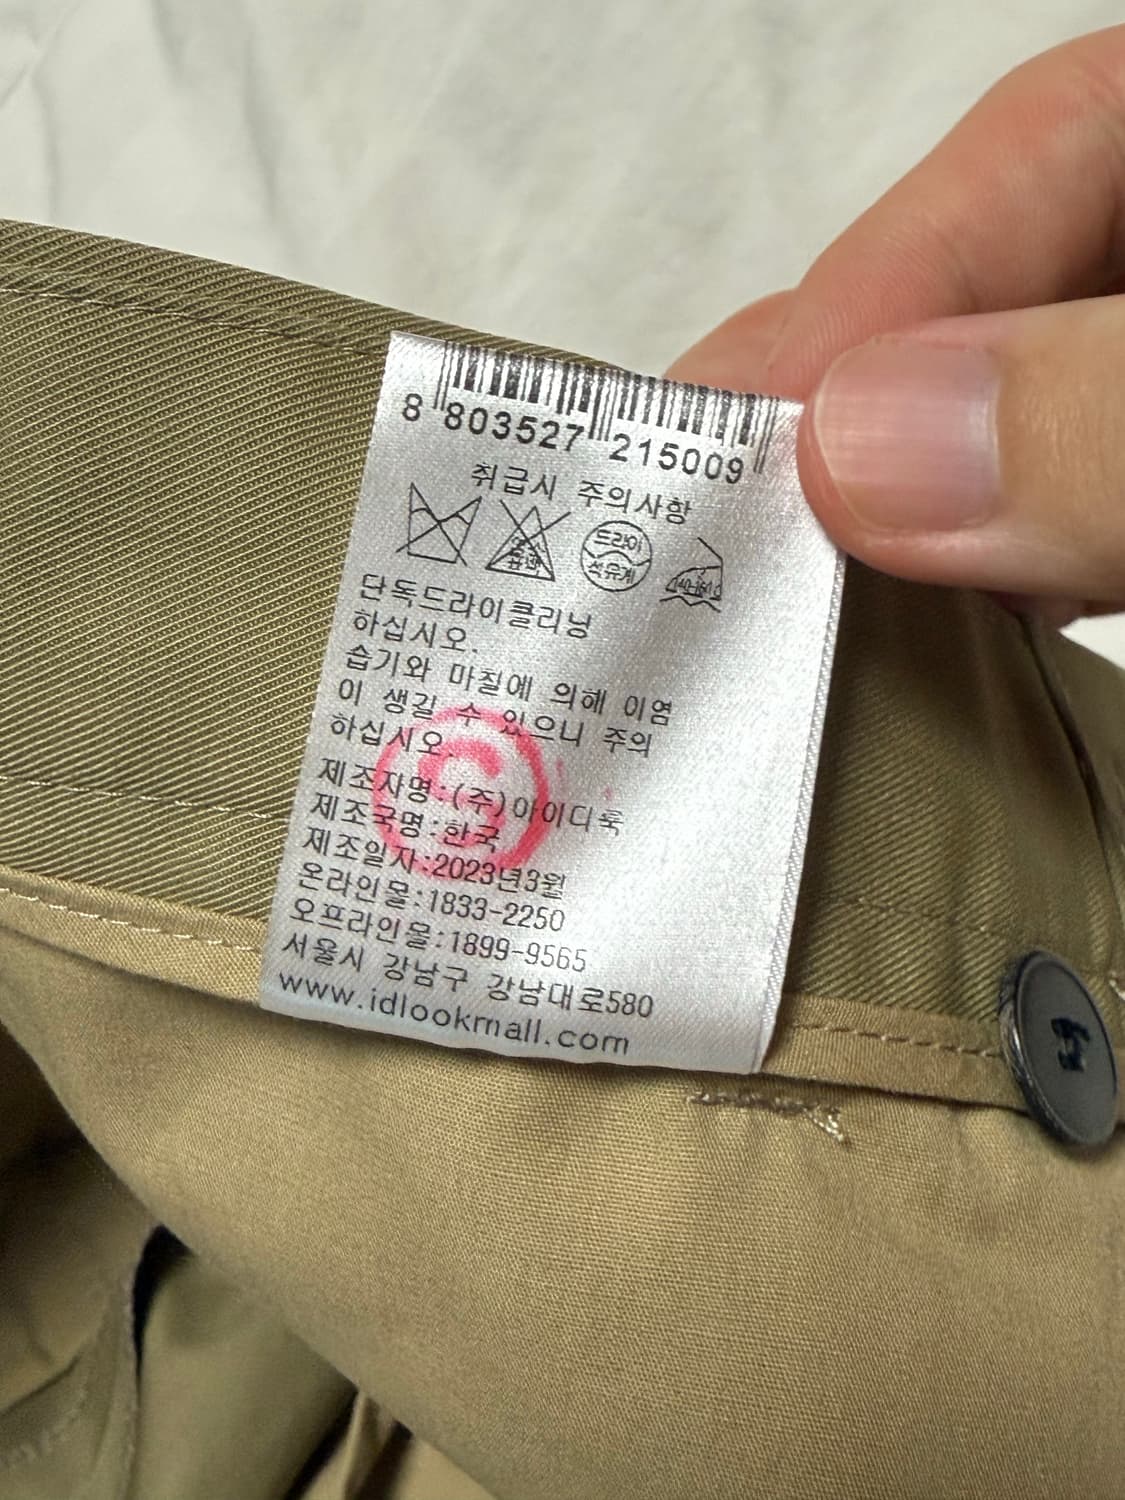 8 803527 215009
취급시 주의사항
표백
드라이
석유계
140~160℃
단독드라이클리닝
하십시오.
습기와 마찰에 의해 이염
이 생길 수 있으니 주의
하십시오.
제조자명:(주)아이디룩
제조국명:한국
제조일자:2023년3월
온라인몰:1833-2250
오프라인몰:1899-9565
서울시 강남구 강남대로580
www.idlookmall.com
S